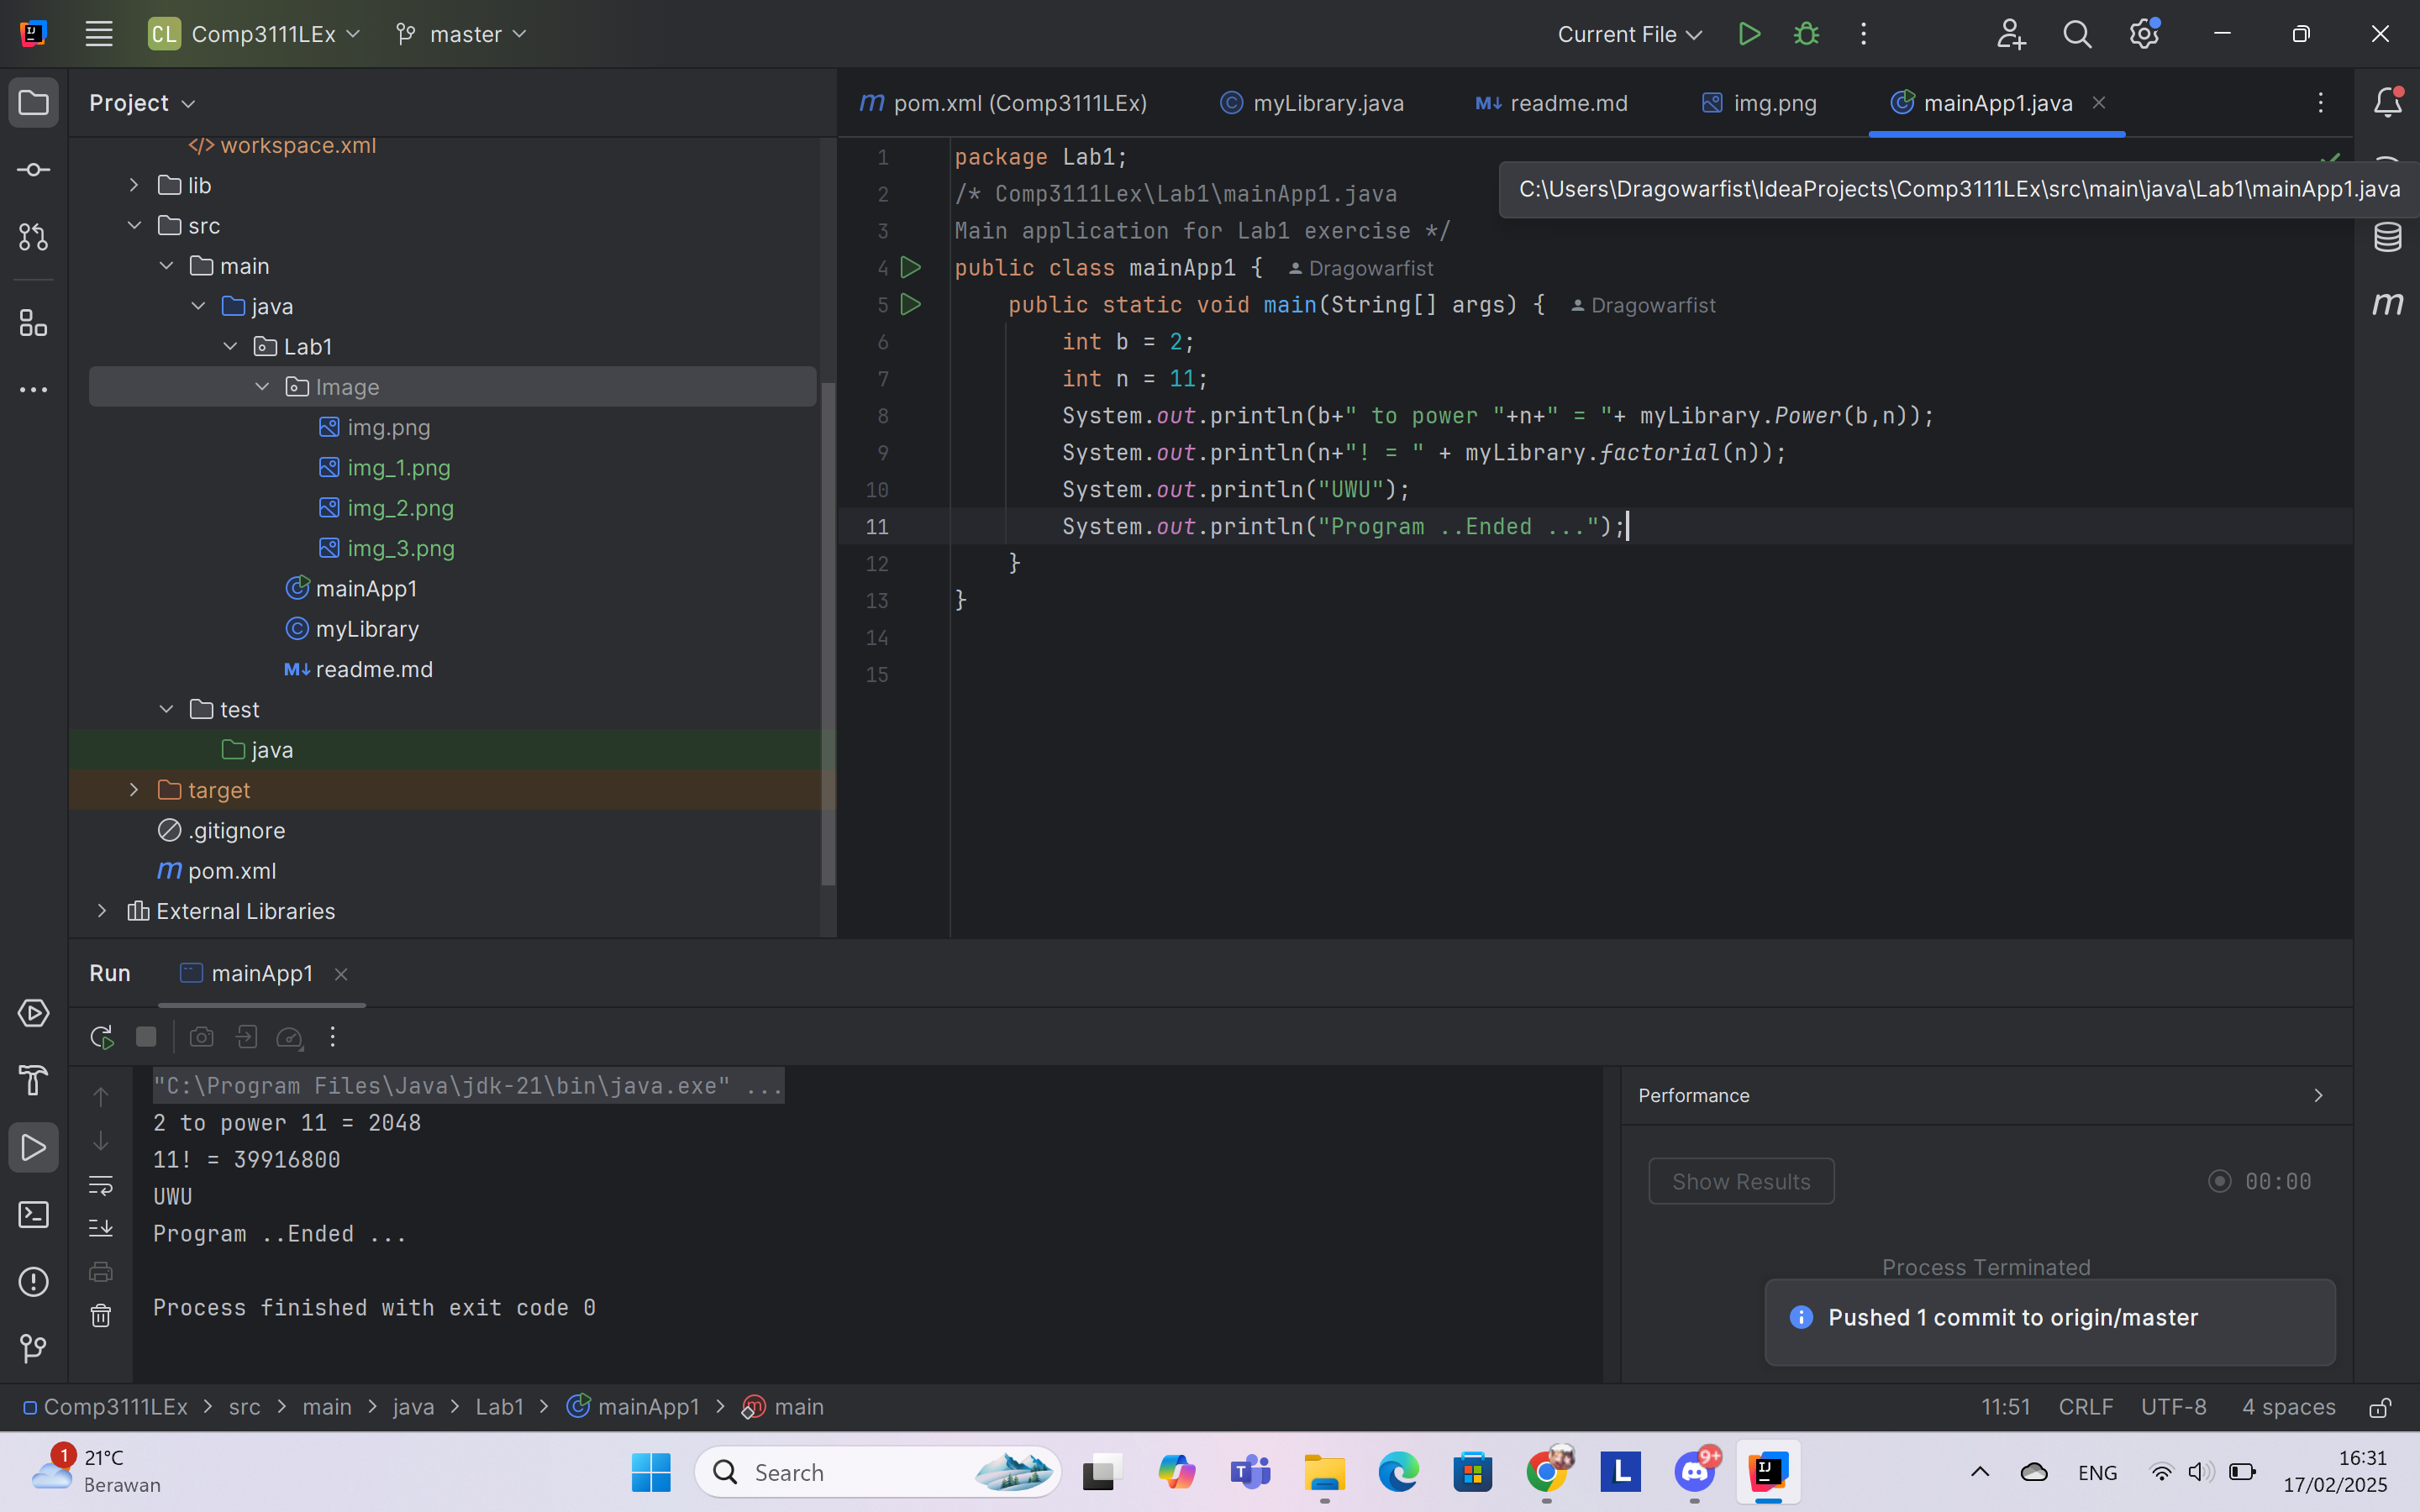 CL Comp3111LEx master Current File
Project
workspace.xml
lib
src
main
java
Lab1
Image
img.png
img_1.png
img_2.png
img_3.png
mainApp1
myLibrary
M↓ readme.md
test
java
target
.gitignore
m pom.xml
External Libraries
m pom.xml (Comp3111LEx) myLibrary.java M↓ readme.md img.png mainApp1.java
C:\Users\Dragowarfist\IdeaProjects\Comp3111LEx\src\main\java\Lab1\mainApp1.java
1 package Lab1;
2 /* Comp3111Lex\Lab1\mainApp1.java
3 Main application for Lab1 exercise */
4 public class mainApp1 { Dragowarfist
5 public static void main(String[] args) { Dragowarfist
6 int b = 2;
7 int n = 11;
8 System.out.println(b+" to power "+n+" = "+ myLibrary.Power(b,n));
9 System.out.println(n+"! = " + myLibrary.factorial(n));
10 System.out.println("UWU");
11 System.out.println("Program ..Ended ...");
12 }
13 }
14
15
m
Run mainApp1
"C:\Program Files\Java\jdk-21\bin\java.exe" ...
2 to power 11 = 2048
11! = 39916800
UWU
Program ..Ended ...
Process finished with exit code 0
Performance
Show Results 00:00
Process Terminated
Pushed 1 commit to origin/master
Comp3111LEx > src > main > java > Lab1 > mainApp1 > main
11:51 CRLF UTF-8 4 spaces
1 21°C
Berawan
Search
L
9+
ENG
16:31
17/02/2025